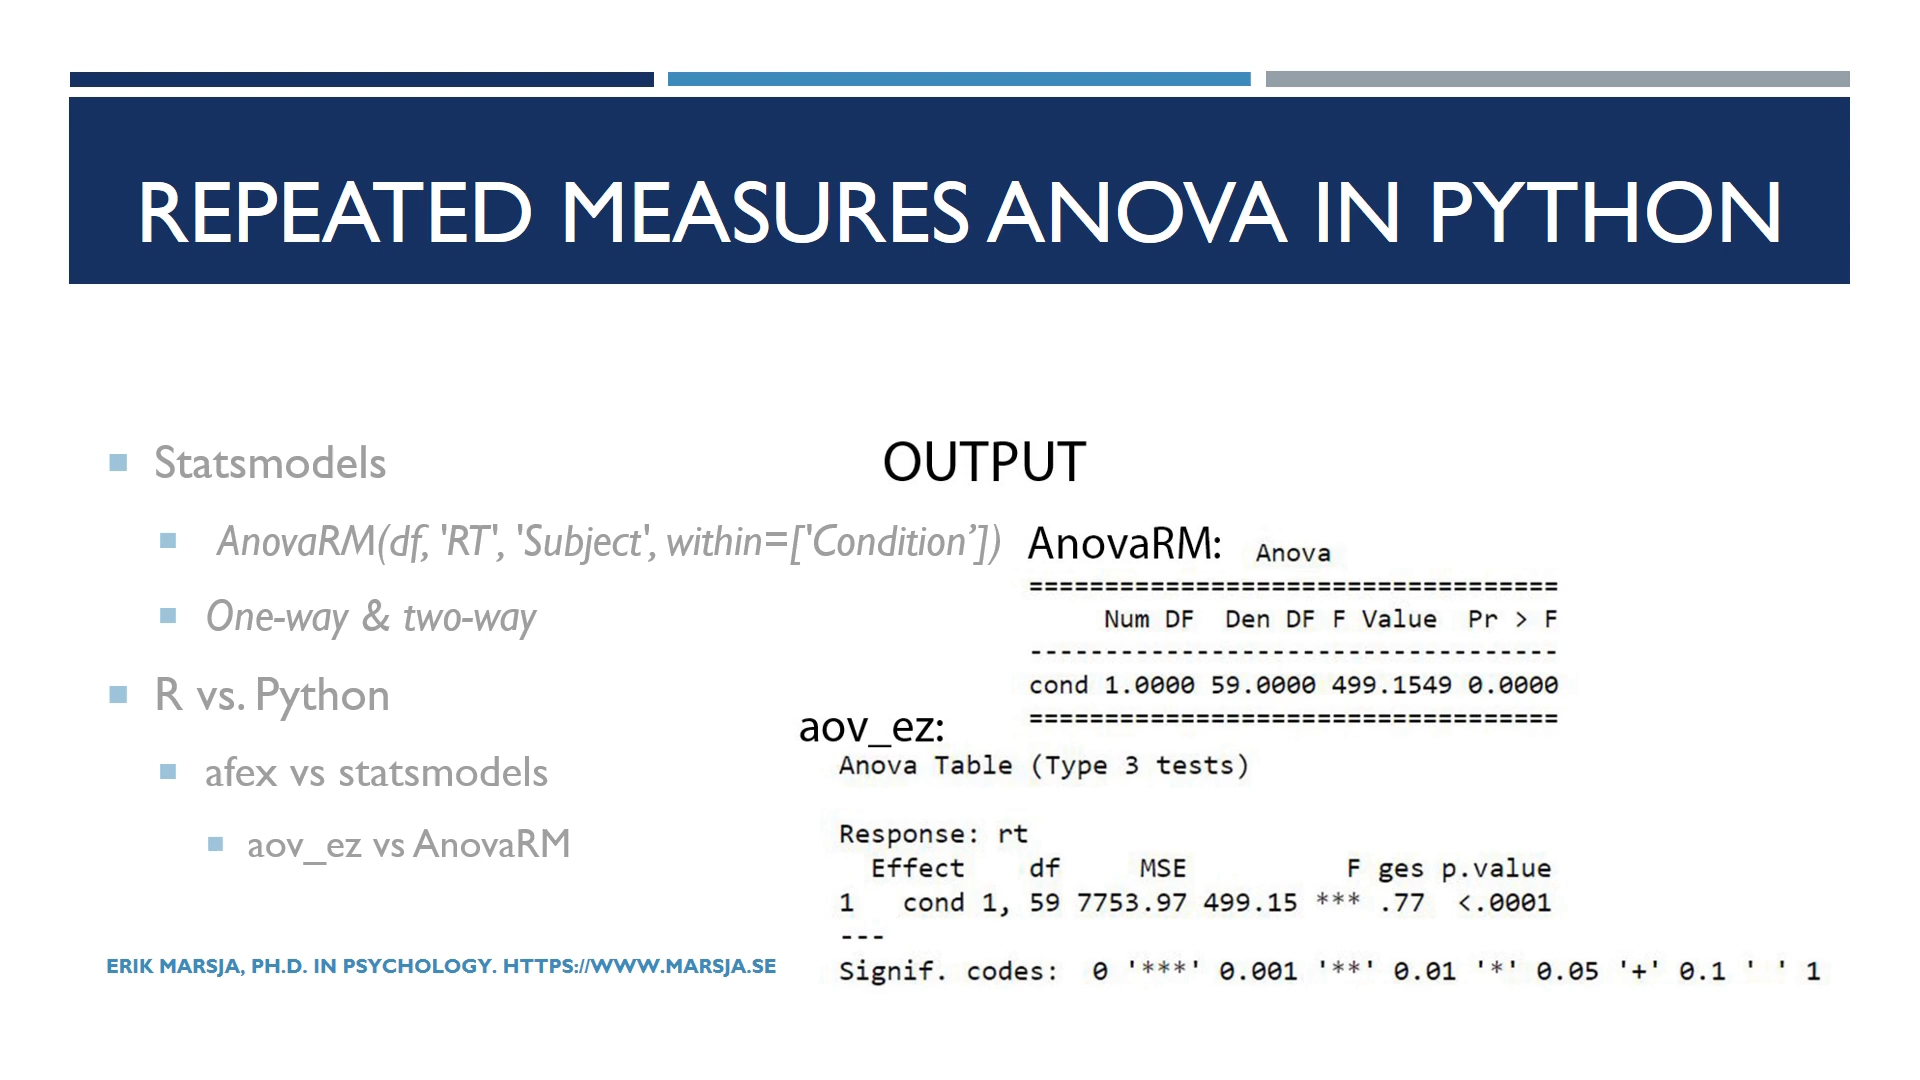 REPEATED MEASURES ANOVA IN PYTHON
Statsmodels
AnovaRM(df, 'RT', 'Subject', within=['Condition’])
One-way & two-way
R vs. Python
afex vs statsmodels
aov_ez vs AnovaRM
OUTPUT
AnovaRM:
Anova
===================================
Num DF Den DF F Value Pr > F
-----------------------------------
cond 1.0000 59.0000 499.1549 0.0000
===================================
aov_ez:
Anova Table (Type 3 tests)
Response: rt
Effect df MSE F ges p.value
1 cond 1, 59 7753.97 499.15 *** .77 <.0001
---
Signif. codes: 0 '***' 0.001 '**' 0.01 '*' 0.05 '+' 0.1 ' ' 1
ERIK MARSJA, PH.D. IN PSYCHOLOGY. HTTPS://WWW.MARSJA.SE